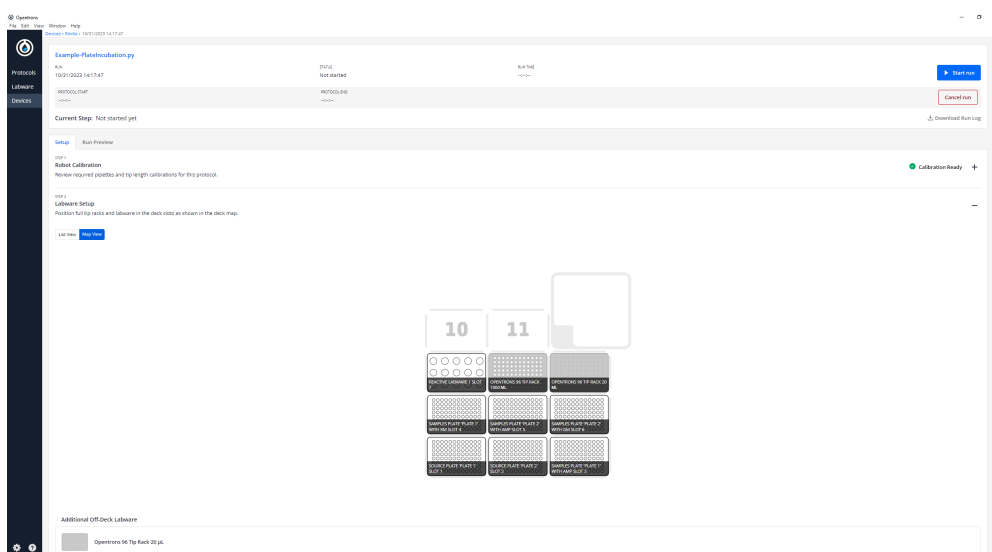 Opentrons
File Edit View Window Help
Devices › Emilio › 10/31/2023 14:17:47
Example-PlateIncubation.py
RUN
10/31/2023 14:17:47
STATUS
Not started
RUN TIME
--:--:--
Start run
PROTOCOL START
--:--:--
PROTOCOL END
--:--:--
Cancel run
Current Step: Not started yet
Download Run Log
Protocols
Labware
Devices
Setup
Run Preview
STEP 1
Robot Calibration
Review required pipettes and tip length calibrations for this protocol.
Calibration Ready
STEP 2
Labware Setup
Position full tip racks and labware in the deck slots as shown in the deck map.
List View
Map View
10
11
REACTIVE LABWARE 1 SLOT
7
OPENTRONS 96 TIP RACK
1000 ML
OPENTRONS 96 TIP RACK 20
ML
SAMPLES PLATE 'PLATE 1'
WITH KM SLOT 4
SAMPLES PLATE 'PLATE 2'
WITH AMP SLOT 5
SAMPLES PLATE 'PLATE 2'
SLOT 6
SOURCE PLATE 'PLATE 1'
SLOT 1
SOURCE PLATE 'PLATE 2'
SLOT 2
SAMPLES PLATE 'PLATE 1'
WITH AMP SLOT 3
Additional Off-Deck Labware
Opentrons 96 Tip Rack 20 µL